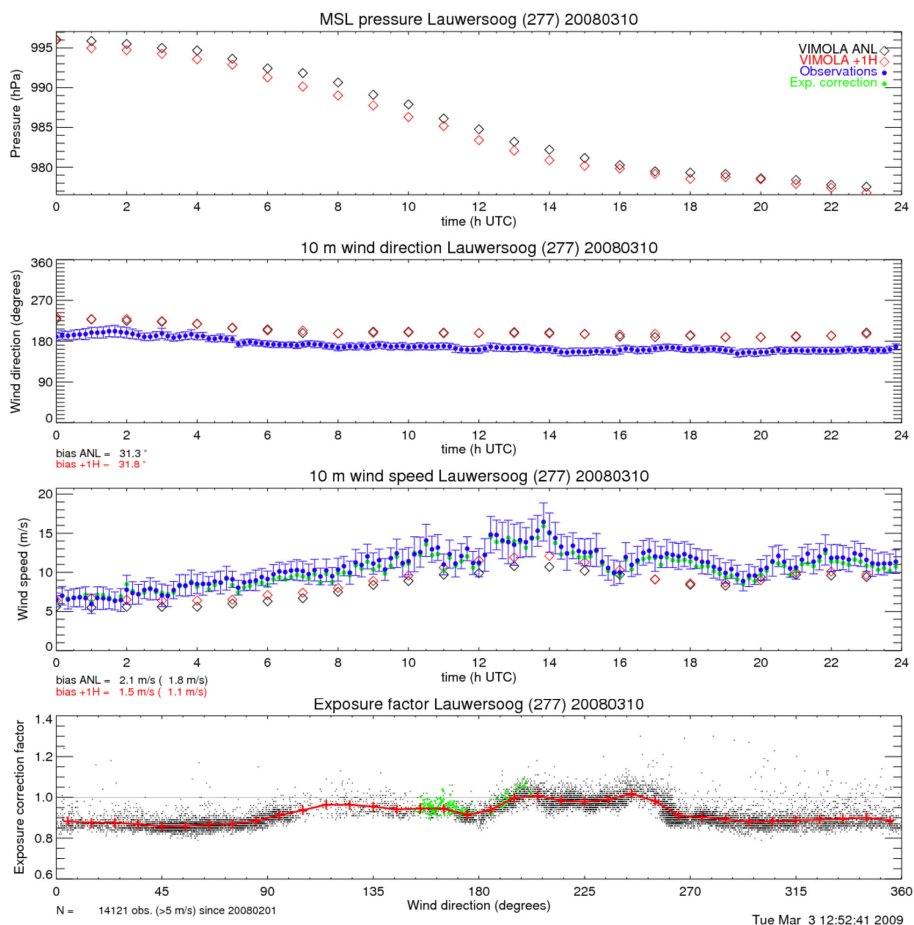 MSL pressure Lauwersoog (277) 20080310
Pressure (hPa)
995
990
985
980
VIMOLA ANL
VIMOLA +1H
Observations
Exp. correction
0 2 4 6 8 10 12 14 16 18 20 22 24
time (h UTC)
10 m wind direction Lauwersoog (277) 20080310
Wind direction (degrees)
360
270
180
90
0
0 2 4 6 8 10 12 14 16 18 20 22 24
time (h UTC)
bias ANL = 31.3 °
bias +1H = 31.8 °
10 m wind speed Lauwersoog (277) 20080310
Wind speed (m/s)
20
15
10
5
0
0 2 4 6 8 10 12 14 16 18 20 22 24
time (h UTC)
bias ANL = 2.1 m/s ( 1.8 m/s)
bias +1H = 1.5 m/s ( 1.1 m/s)
Exposure factor Lauwersoog (277) 20080310
Exposure correction factor
1.4
1.2
1.0
0.8
0.6
0 45 90 135 180 225 270 315 360
Wind direction (degrees)
N = 14121 obs. (>5 m/s) since 20080201
Tue Mar 3 12:52:41 2009